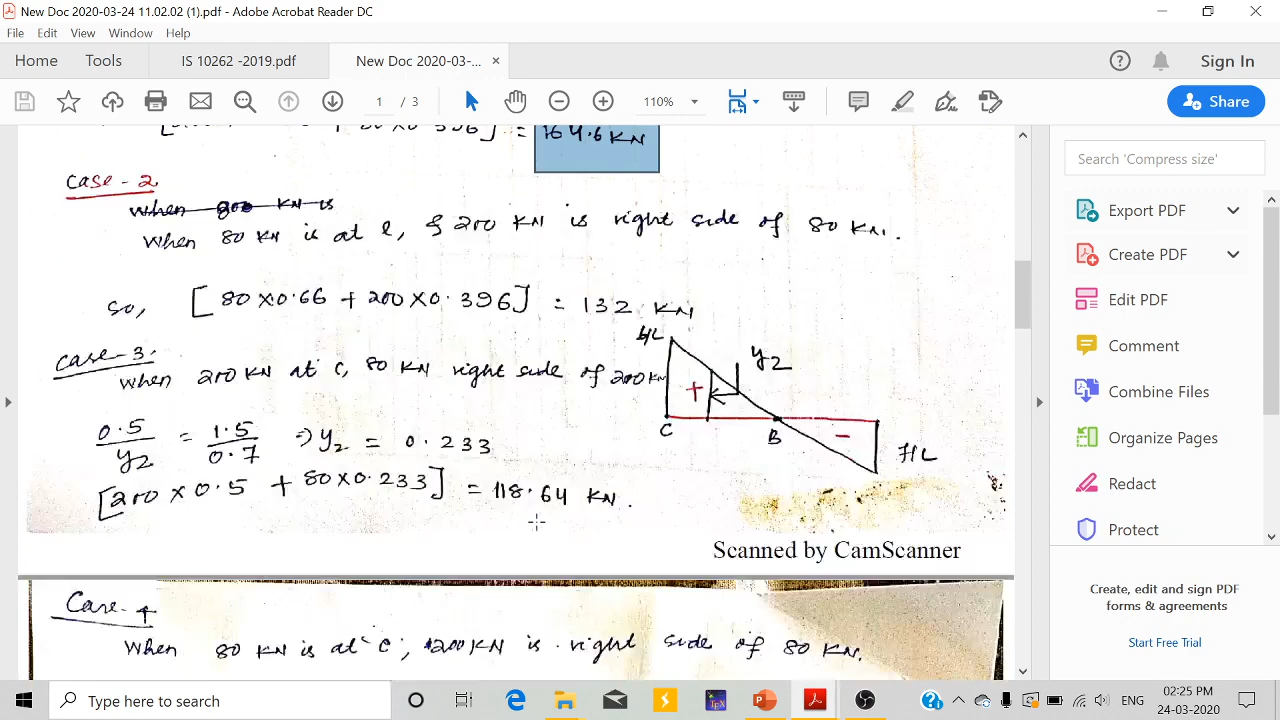 New Doc 2020-03-24 11.02.02 (1).pdf - Adobe Acrobat Reader DC
File Edit View Window Help
Home Tools IS 10262 -2019.pdf New Doc 2020-03-... × Sign In
1 / 3 110% Share
× 0.396] = 164.6 KN
Search 'Compress size'
Case - 2
when 200 KN is
when 80 KN is at e, & 200 KN is right side of 80 KN.
so, [80 × 0.66 + 200 × 0.396] = 132 KN
Case - 3.
when 200 KN at C, 80 KN right side of 200 KN
y2
+
C
B
-
0.5/y2 = 1.5/0.7 => y2 = 0.233
[200 × 0.5 + 80 × 0.233] = 118.64 KN.
Scanned by CamScanner
Case -
When 80 KN is at C; 200 KN is right side of 80 KN.
Export PDF
Create PDF
Edit PDF
Comment
Combine Files
Organize Pages
Redact
Protect
Create, edit and sign PDF
forms & agreements
Start Free Trial
Type here to search
ENG
02:25 PM
24-03-2020